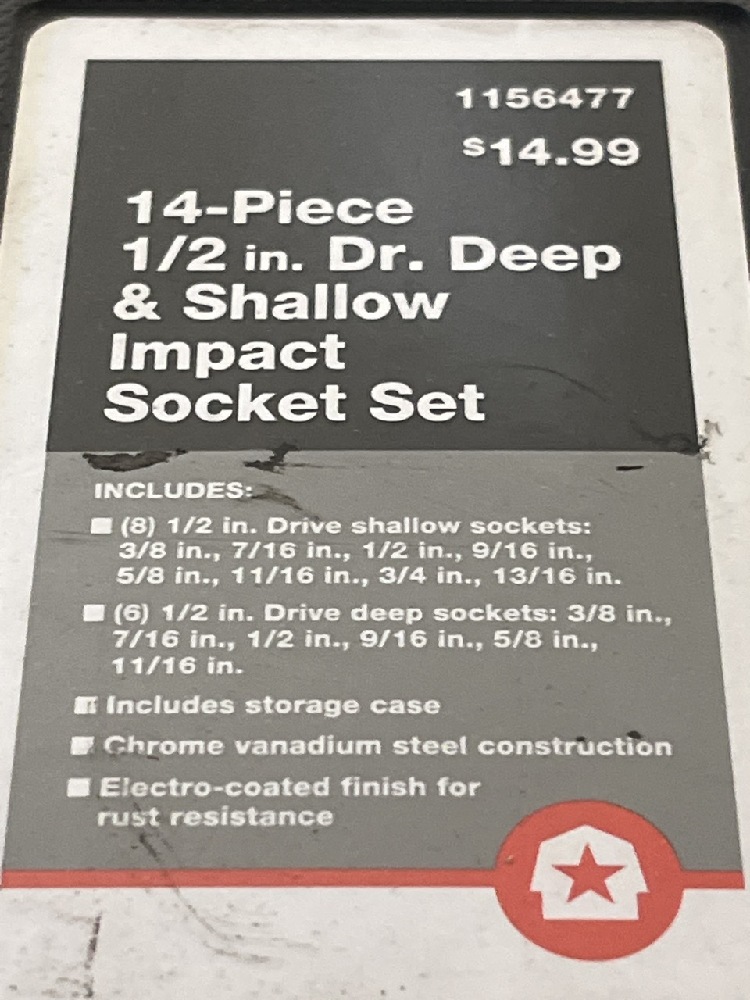 1156477
$14.99
14-Piece
1/2 in. Dr. Deep
& Shallow
Impact
Socket Set
INCLUDES:
■ (8) 1/2 in. Drive shallow sockets:
3/8 in., 7/16 in., 1/2 in., 9/16 in.,
5/8 in., 11/16 in., 3/4 in., 13/16 in.
■ (6) 1/2 in. Drive deep sockets: 3/8 in.,
7/16 in., 1/2 in., 9/16 in., 5/8 in.,
11/16 in.
■ Includes storage case
■ Chrome vanadium steel construction
■ Electro-coated finish for
rust resistance